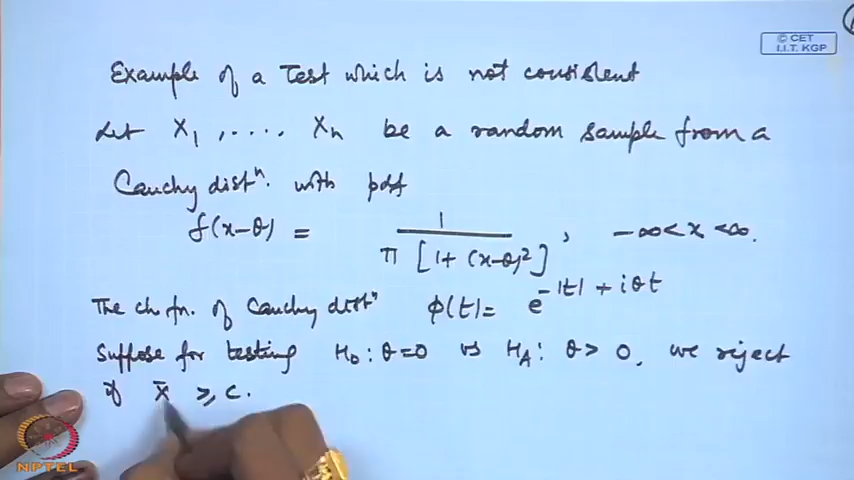 © CET
I.I.T. KGP
Example of a Test which is not consistent
Let X₁, .... Xₙ be a random sample from a
Cauchy distⁿ. with pdf
f(x-θ) = 1 / π [1+ (x-θ)²] , -∞<x<∞.
The ch. fn. of Cauchy distⁿ φ(t)= e^{-|t| + iθt}
Suppose for testing H₀: θ=0 vs H_A: θ> 0, we reject
if X̄ ≥ c.
NPTEL